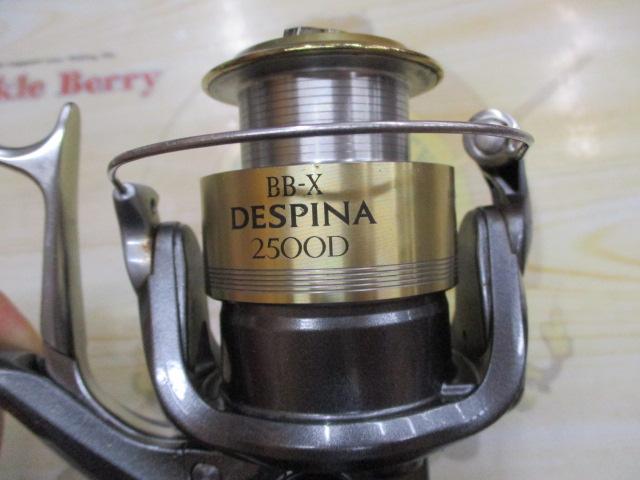 kle Berry
BB-X
DESPINA
2500D